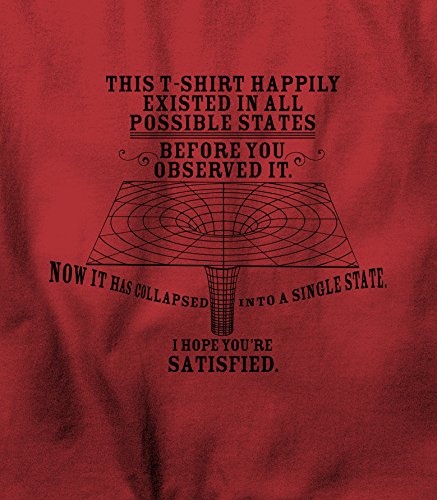 THIS T-SHIRT HAPPILY
EXISTED IN ALL
POSSIBLE STATES
BEFORE YOU
OBSERVED IT.
NOW IT HAS COLLAPSED INTO A SINGLE STATE.
I HOPE YOU'RE
SATISFIED.